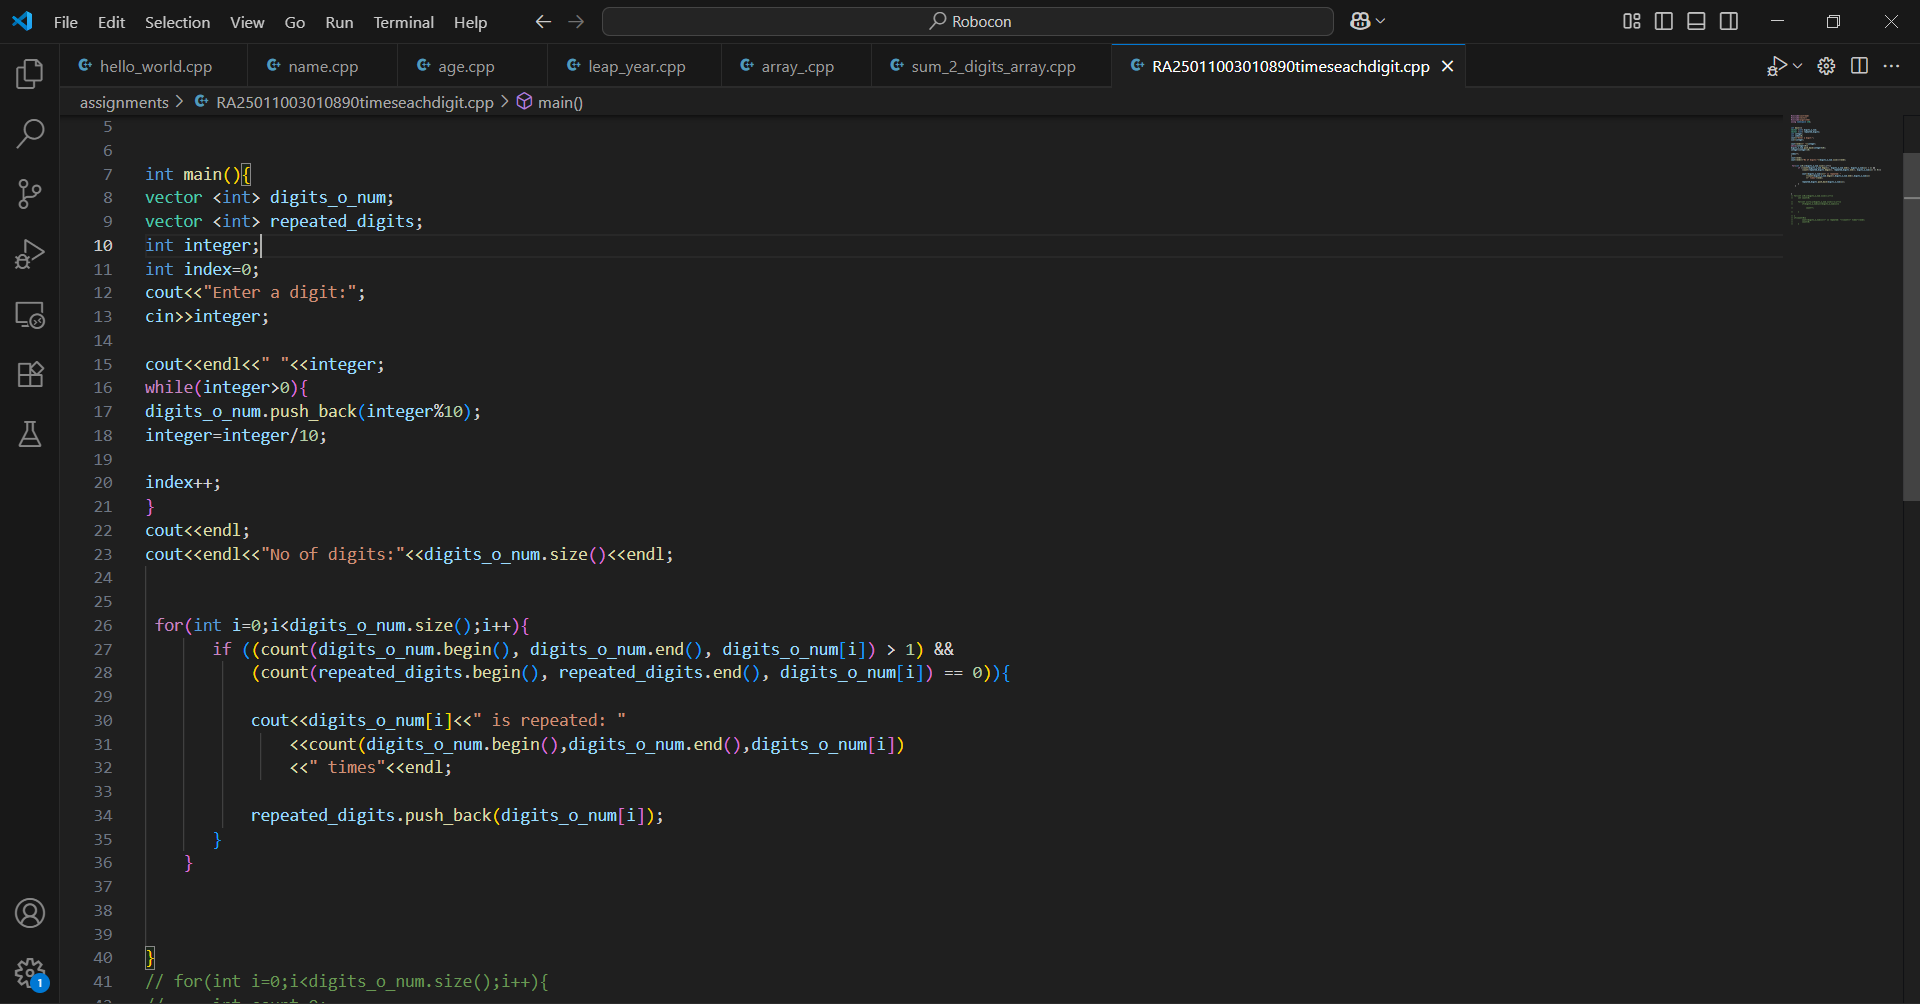 File Edit Selection View Go Run Terminal Help
Robocon
hello_world.cpp name.cpp age.cpp leap_year.cpp array_.cpp sum_2_digits_array.cpp RA25011003010890timeseachdigit.cpp
assignments > RA25011003010890timeseachdigit.cpp > main()
5
6
7 int main(){
8 vector <int> digits_o_num;
9 vector <int> repeated_digits;
10 int integer;
11 int index=0;
12 cout<<"Enter a digit:";
13 cin>>integer;
14
15 cout<<endl<<" "<<integer;
16 while(integer>0){
17 digits_o_num.push_back(integer%10);
18 integer=integer/10;
19
20 index++;
21 }
22 cout<<endl;
23 cout<<endl<<"No of digits:"<<digits_o_num.size()<<endl;
24
25
26 for(int i=0;i<digits_o_num.size();i++){
27 if ((count(digits_o_num.begin(), digits_o_num.end(), digits_o_num[i]) > 1) &&
28 (count(repeated_digits.begin(), repeated_digits.end(), digits_o_num[i]) == 0)){
29
30 cout<<digits_o_num[i]<<" is repeated: "
31 <<count(digits_o_num.begin(),digits_o_num.end(),digits_o_num[i])
32 <<" times"<<endl;
33
34 repeated_digits.push_back(digits_o_num[i]);
35 }
36 }
37
38
39
40 }
41 // for(int i=0;i<digits_o_num.size();i++){
1